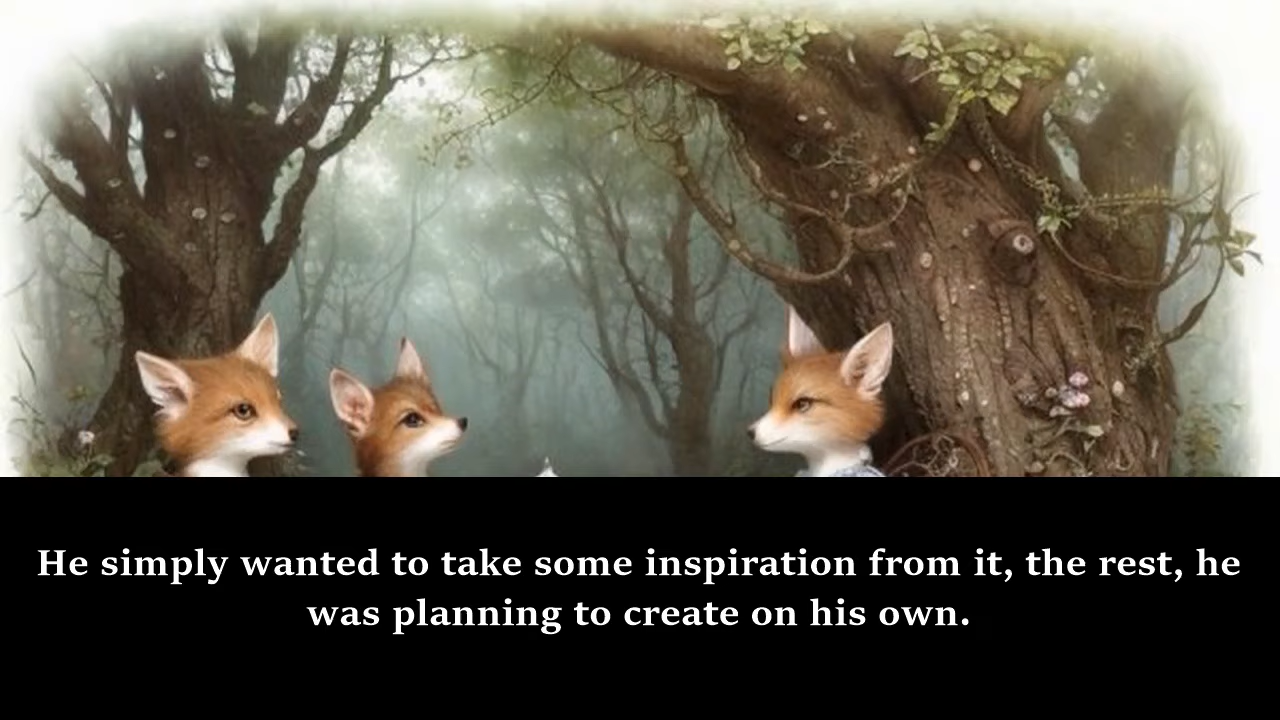 He simply wanted to take some inspiration from it, the rest, he
was planning to create on his own.